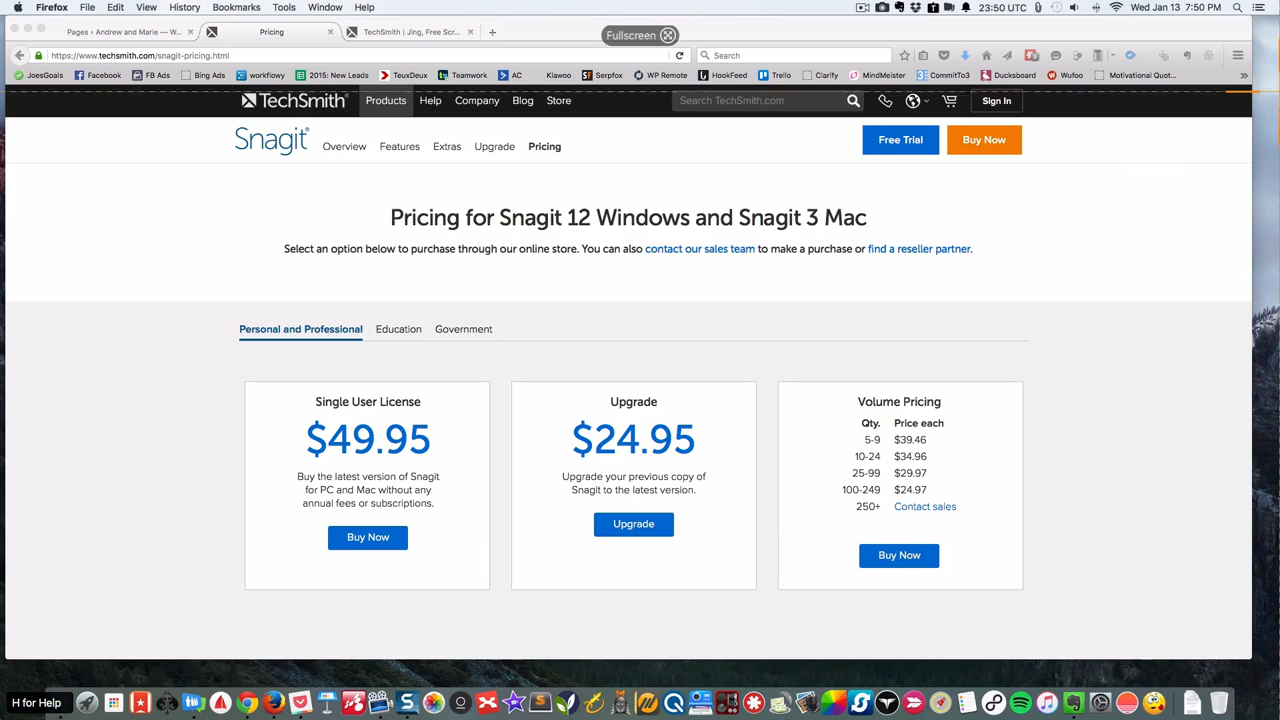 Firefox File Edit View History Bookmarks Tools Window Help 23:50 UTC Wed Jan 13 7:50 PM
Pages ‹ Andrew and Marie — W... Pricing TechSmith | Jing, Free Scr...
Fullscreen
https://www.techsmith.com/snagit-pricing.html Search
JoesGoals Facebook FB Ads Bing Ads workflowy 2015: New Leads TeuxDeux Teamwork AC Klawoo Serpfox WP Remote HookFeed Trello Clarify MindMeister CommitTo3 Ducksboard Wufoo Motivational Quot...
TechSmith Products Help Company Blog Store Search TechSmith.com Sign In
Snagit Overview Features Extras Upgrade Pricing Free Trial Buy Now
Pricing for Snagit 12 Windows and Snagit 3 Mac
Select an option below to purchase through our online store. You can also contact our sales team to make a purchase or find a reseller partner.
Personal and Professional Education Government
Single User License
$49.95
Buy the latest version of Snagit
for PC and Mac without any
annual fees or subscriptions.
Buy Now
Upgrade
$24.95
Upgrade your previous copy of
Snagit to the latest version.
Upgrade
Volume Pricing
Qty. Price each
5-9 $39.46
10-24 $34.96
25-99 $29.97
100-249 $24.97
250+ Contact sales
Buy Now
H for Help